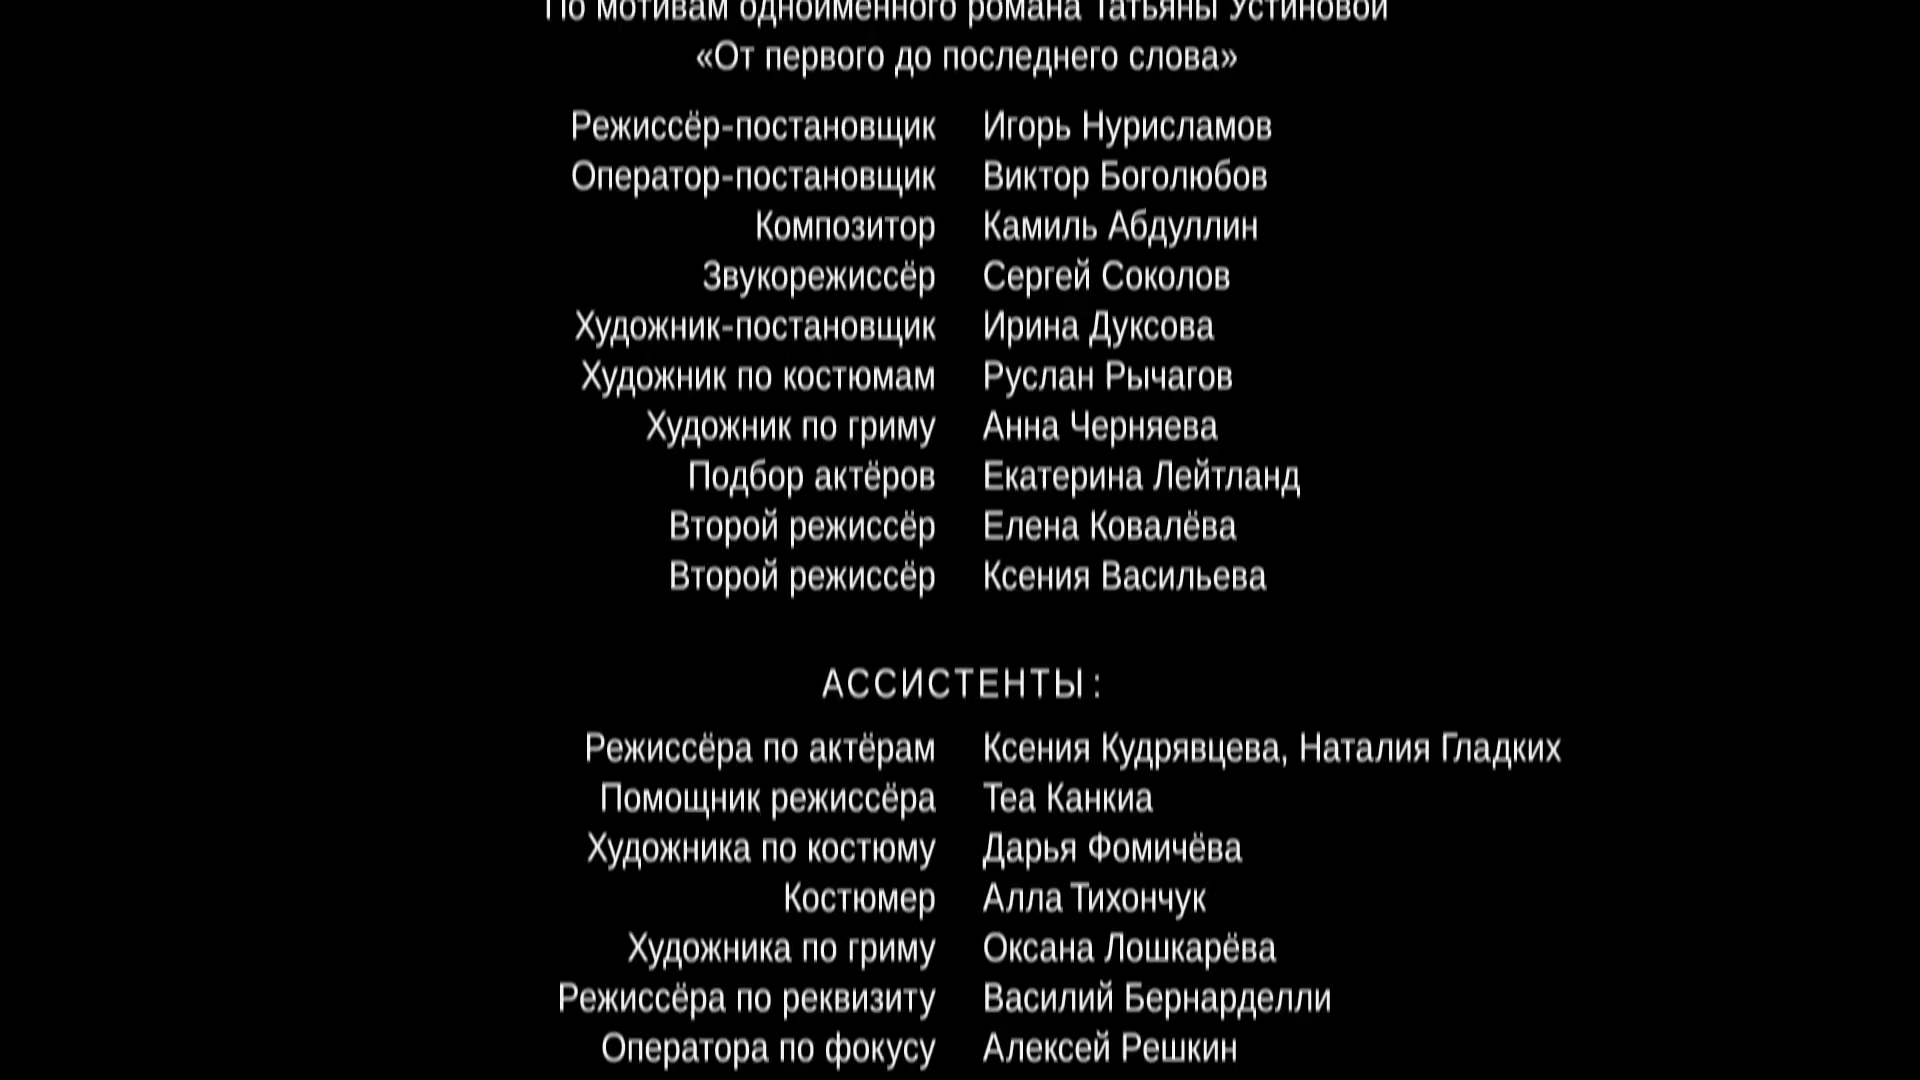 По мотивам одноимённого романа Татьяны Устиновой
«От первого до последнего слова»
Режиссёр-постановщик Игорь Нурисламов
Оператор-постановщик Виктор Боголюбов
Композитор Камиль Абдуллин
Звукорежиссёр Сергей Соколов
Художник-постановщик Ирина Дуксова
Художник по костюмам Руслан Рычагов
Художник по гриму Анна Черняева
Подбор актёров Екатерина Лейтланд
Второй режиссёр Елена Ковалёва
Второй режиссёр Ксения Васильева
АССИСТЕНТЫ:
Режиссёра по актёрам Ксения Кудрявцева, Наталия Гладких
Помощник режиссёра Теа Канкиа
Художника по костюму Дарья Фомичёва
Костюмер Алла Тихончук
Художника по гриму Оксана Лошкарёва
Режиссёра по реквизиту Василий Бернарделли
Оператора по фокусу Алексей Решкин